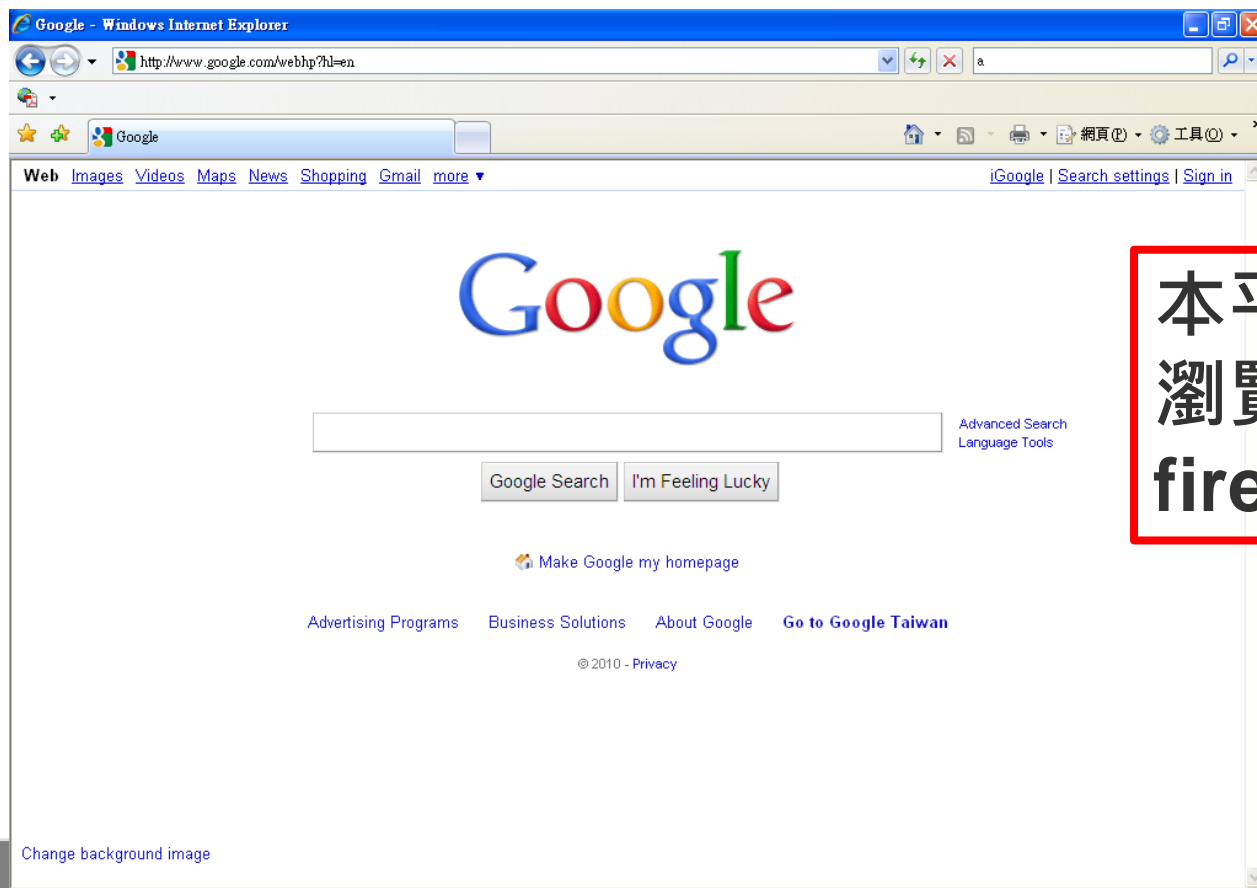 Google - Windows Internet Explorer
http://www.google.com/webhp?hl=en
a
Google
網頁(P)
工具(O)
Web Images Videos Maps News Shopping Gmail more
iGoogle | Search settings | Sign in
Google
本
瀏
fire
Advanced Search
Language Tools
Google Search
I'm Feeling Lucky
Make Google my homepage
Advertising Programs Business Solutions About Google Go to Google Taiwan
© 2010 - Privacy
Change background image